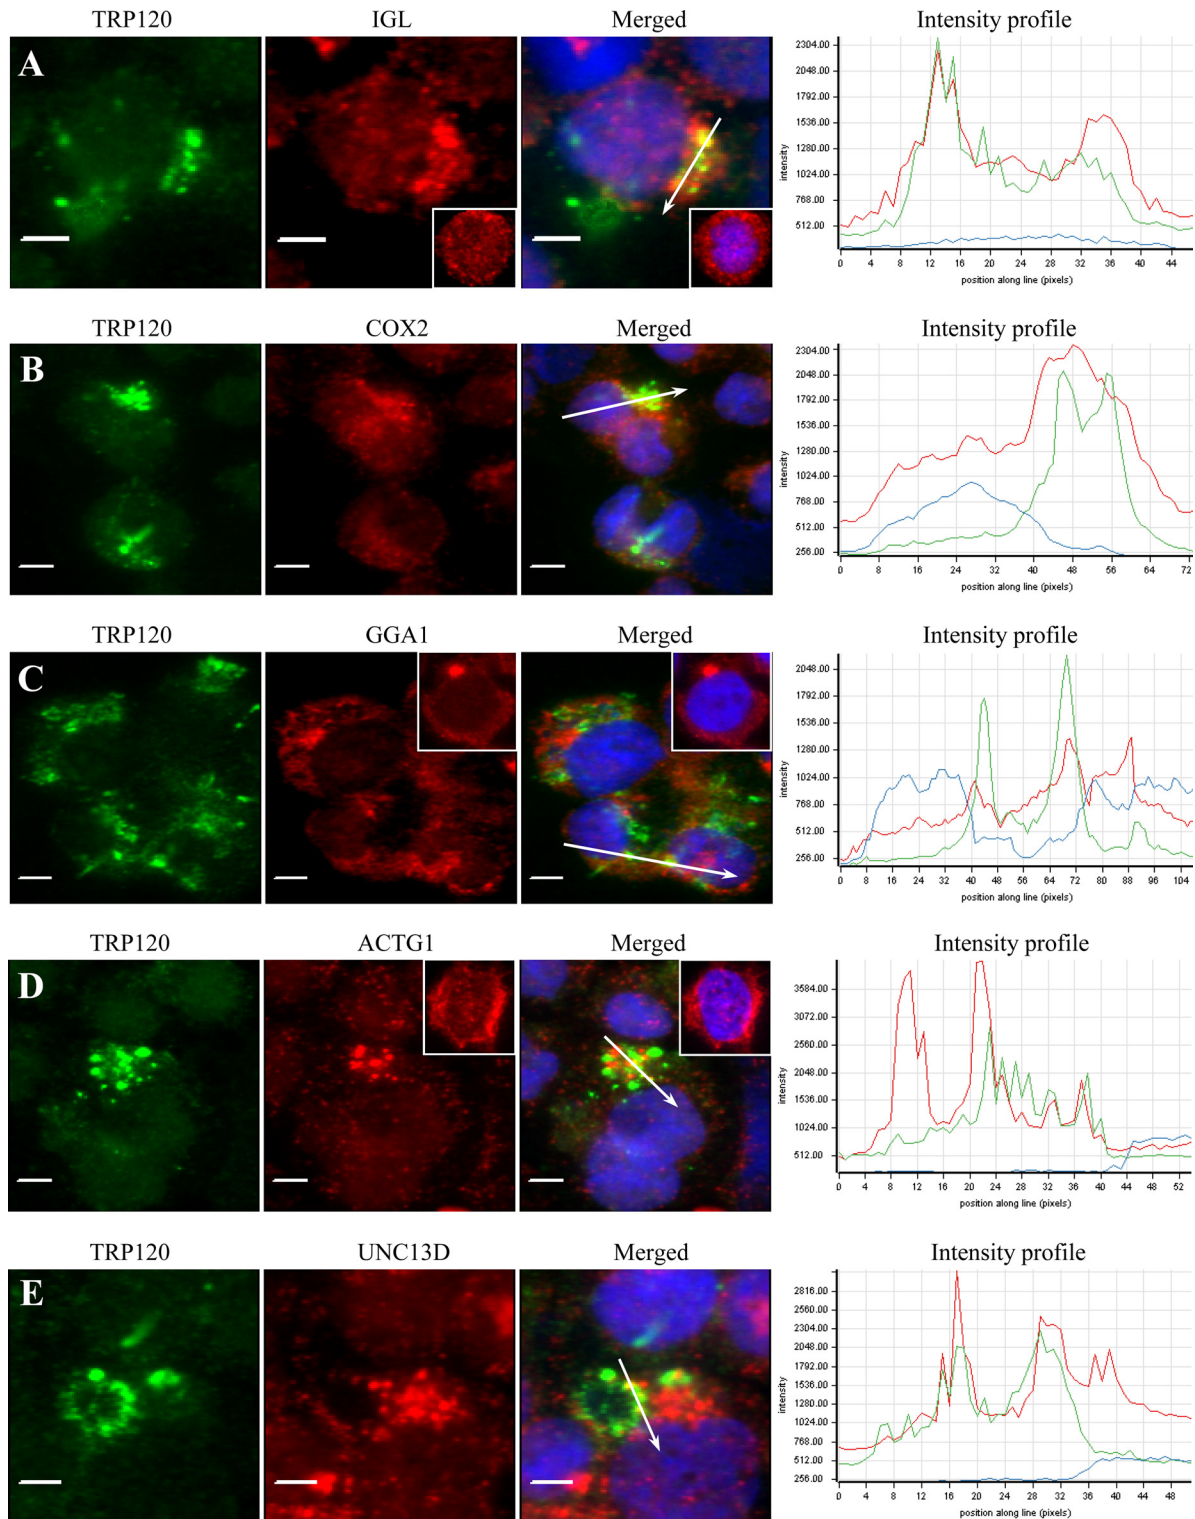 TRP120 IGL Merged Intensity profile
A
2304.00
2048.00
1792.00
1536.00
1280.00
1024.00
768.00
512.00
intensity
0 4 8 12 16 20 24 28 32 36 40 44
position along line (pixels)
TRP120 COX2 Merged Intensity profile
B
2304.00
2048.00
1792.00
1536.00
1280.00
1024.00
768.00
512.00
256.00
intensity
0 8 16 24 32 40 48 56 64 72
position along line (pixels)
TRP120 GGA1 Merged Intensity profile
C
2048.00
1792.00
1536.00
1280.00
1024.00
768.00
512.00
256.00
intensity
0 8 16 24 32 40 48 56 64 72 80 88 96 104
position along line (pixels)
TRP120 ACTG1 Merged Intensity profile
D
3584.00
3072.00
2560.00
2048.00
1536.00
1024.00
512.00
intensity
0 4 8 12 16 20 24 28 32 36 40 44 48 52
position along line (pixels)
TRP120 UNC13D Merged Intensity profile
E
2816.00
2560.00
2304.00
2048.00
1792.00
1536.00
1280.00
1024.00
768.00
512.00
256.00
intensity
0 4 8 12 16 20 24 28 32 36 40 44 48
position along line (pixels)